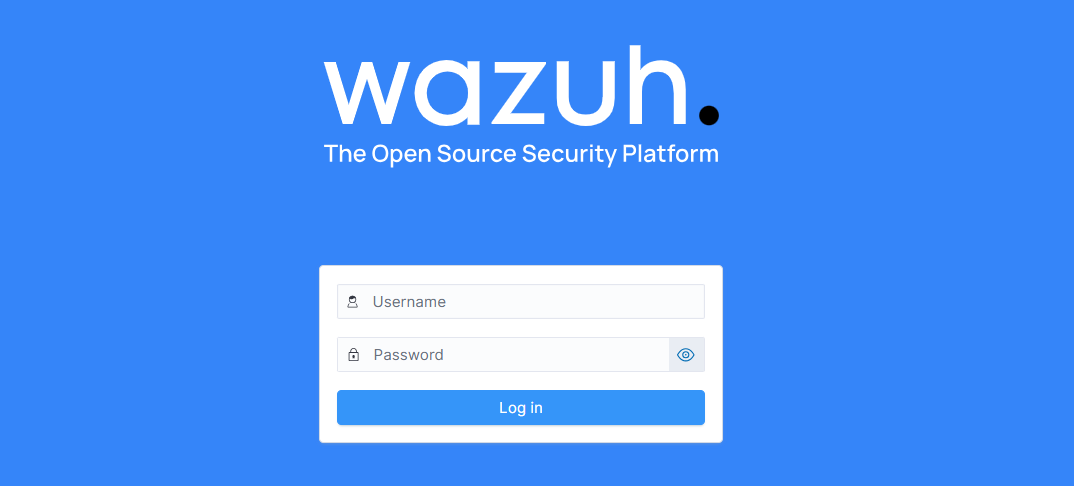 wazuh.
The Open Source Security Platform
Username
Password
Log in